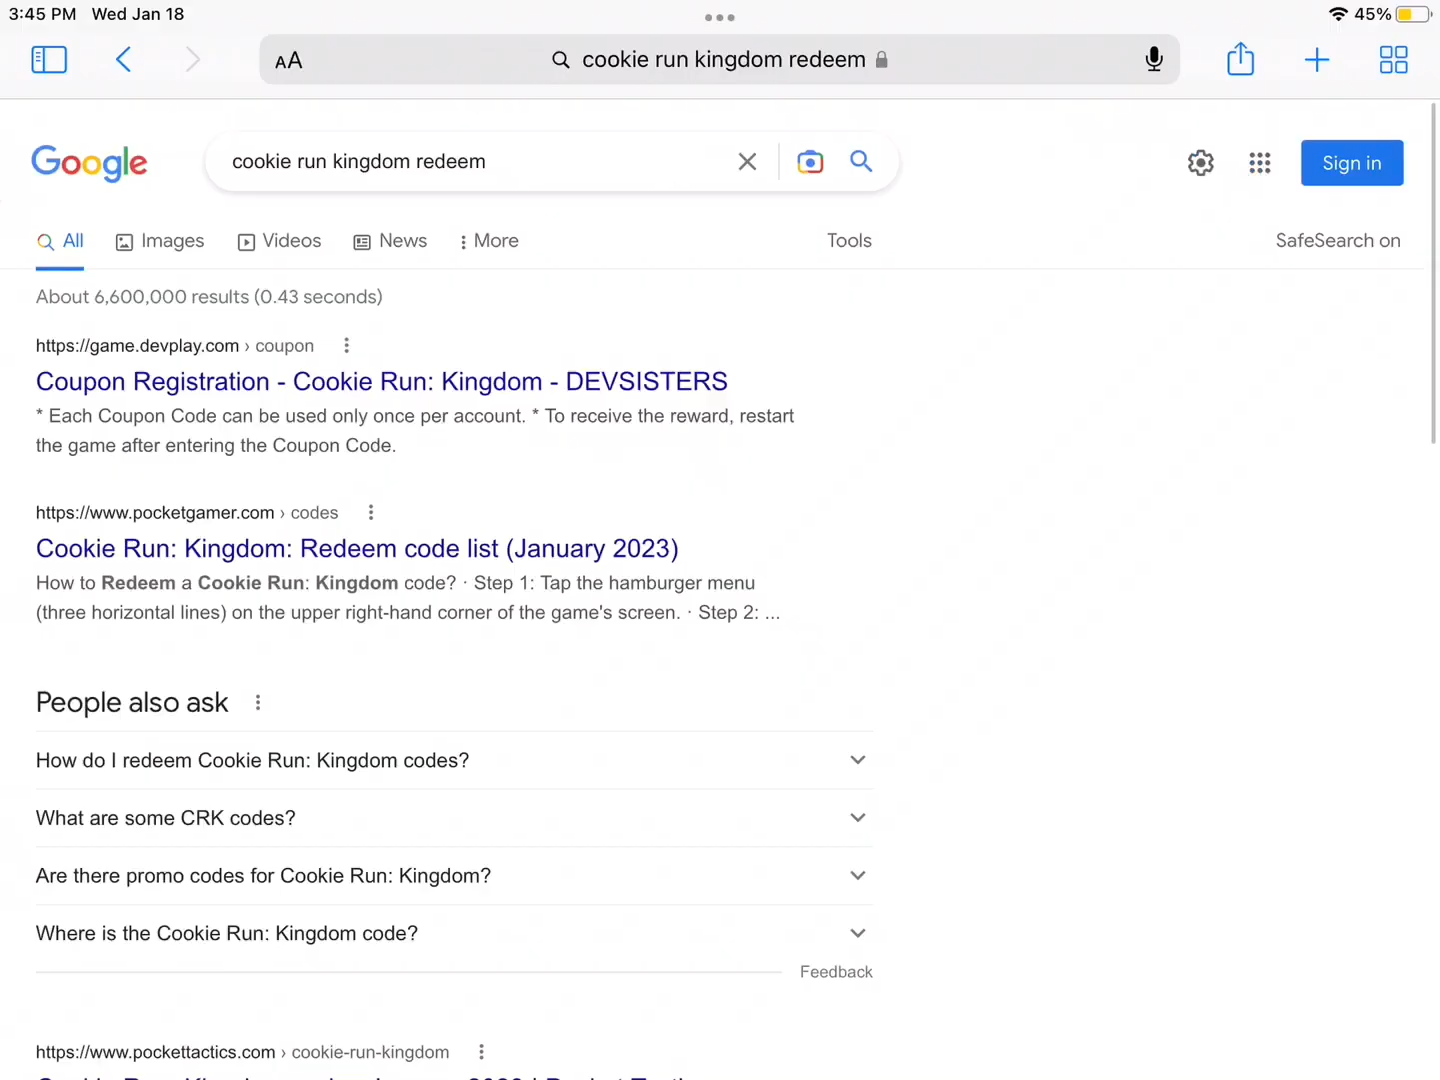 3:45 PM Wed Jan 18
45%
AA
cookie run kingdom redeem
Google
cookie run kingdom redeem
Sign in
All
Images
Videos
News
More
Tools
SafeSearch on
About 6,600,000 results (0.43 seconds)
https://game.devplay.com › coupon
Coupon Registration - Cookie Run: Kingdom - DEVSISTERS
* Each Coupon Code can be used only once per account. * To receive the reward, restart
the game after entering the Coupon Code.
https://www.pocketgamer.com › codes
Cookie Run: Kingdom: Redeem code list (January 2023)
How to Redeem a Cookie Run: Kingdom code? · Step 1: Tap the hamburger menu
(three horizontal lines) on the upper right-hand corner of the game's screen. · Step 2: ...
People also ask
How do I redeem Cookie Run: Kingdom codes?
What are some CRK codes?
Are there promo codes for Cookie Run: Kingdom?
Where is the Cookie Run: Kingdom code?
Feedback
https://www.pockettactics.com › cookie-run-kingdom